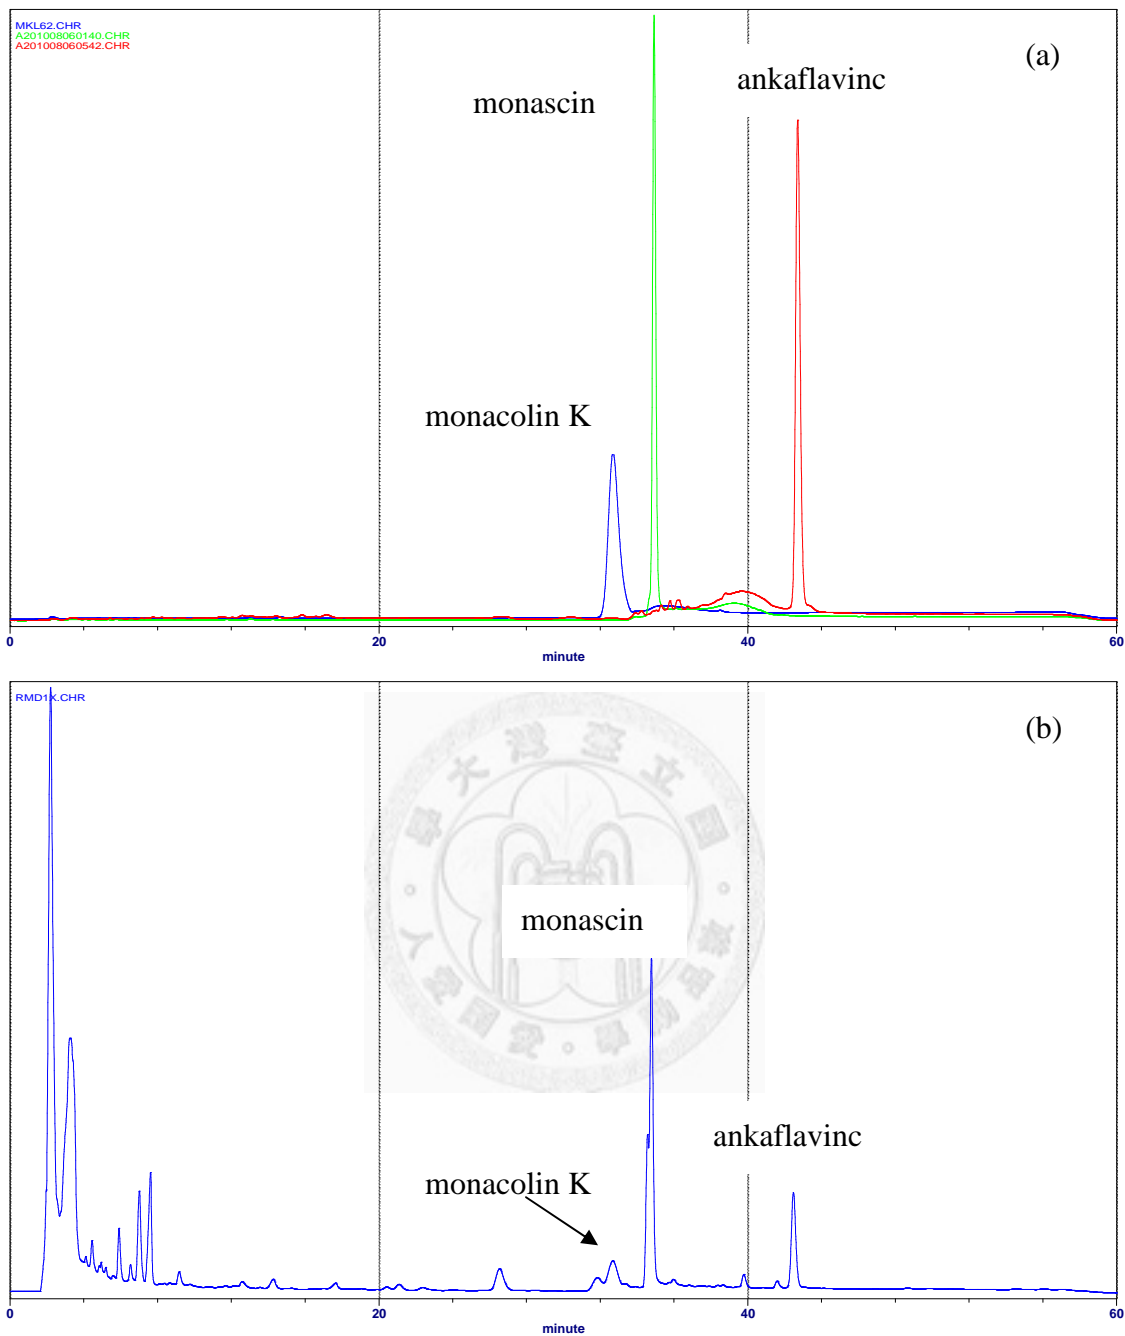 MKL62.CHR
A201008060140.CHR
A201008060542.CHR
(a)
ankaflavinc
monascin
monacolin K
0 20 40 60
minute
RMD1X.CHR
(b)
monascin
ankaflavinc
monacolin K
0 20 40 60
minute